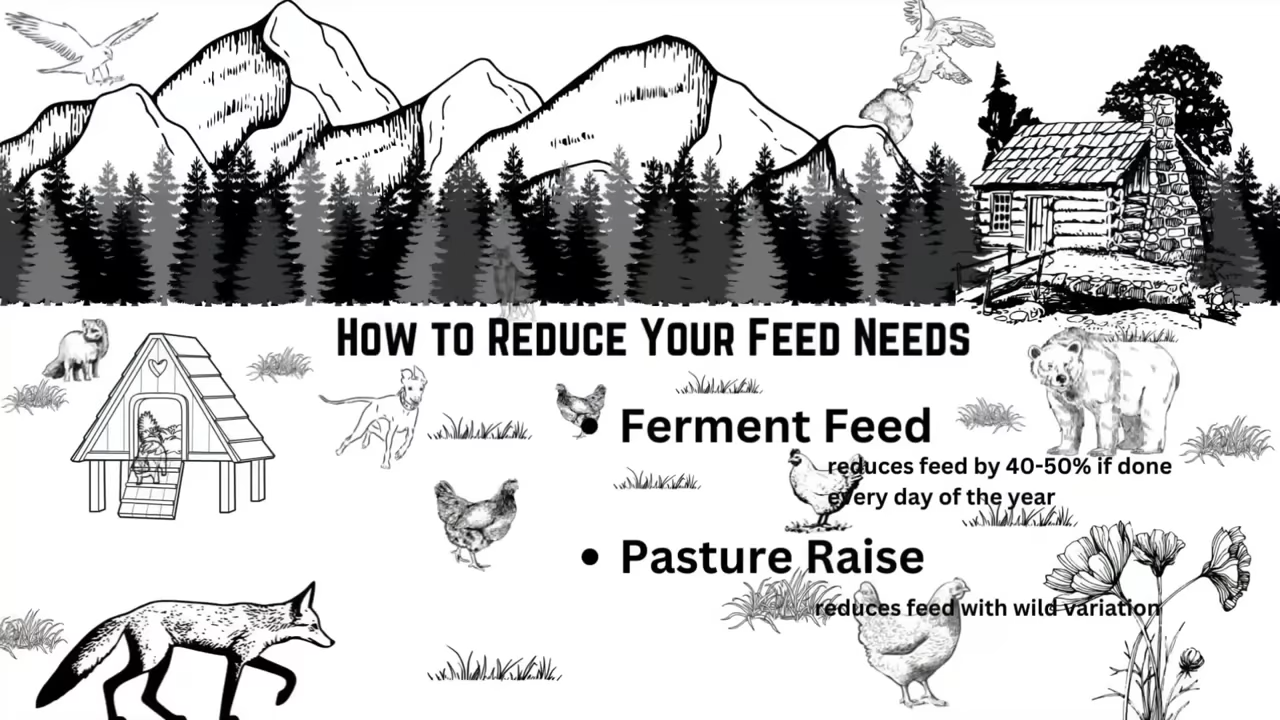 How to Reduce Your Feed Needs
• Ferment Feed
reduces feed by 40-50% if done
every day of the year
• Pasture Raise
reduces feed with wild variation